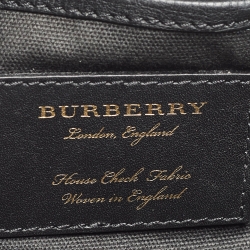 BURBERRY
London, England
House Check Fabric
Woven in England